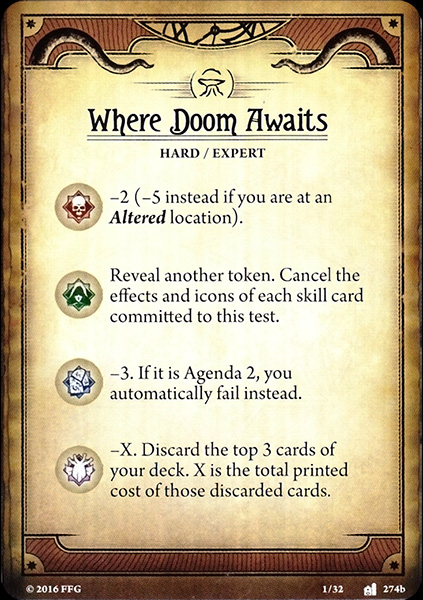 Where Doom Awaits
HARD / EXPERT
–2 (–5 instead if you are at an
Altered location).
Reveal another token. Cancel the
effects and icons of each skill card
committed to this test.
–3. If it is Agenda 2, you
automatically fail instead.
–X. Discard the top 3 cards of
your deck. X is the total printed
cost of those discarded cards.
© 2016 FFG 1/32 274b